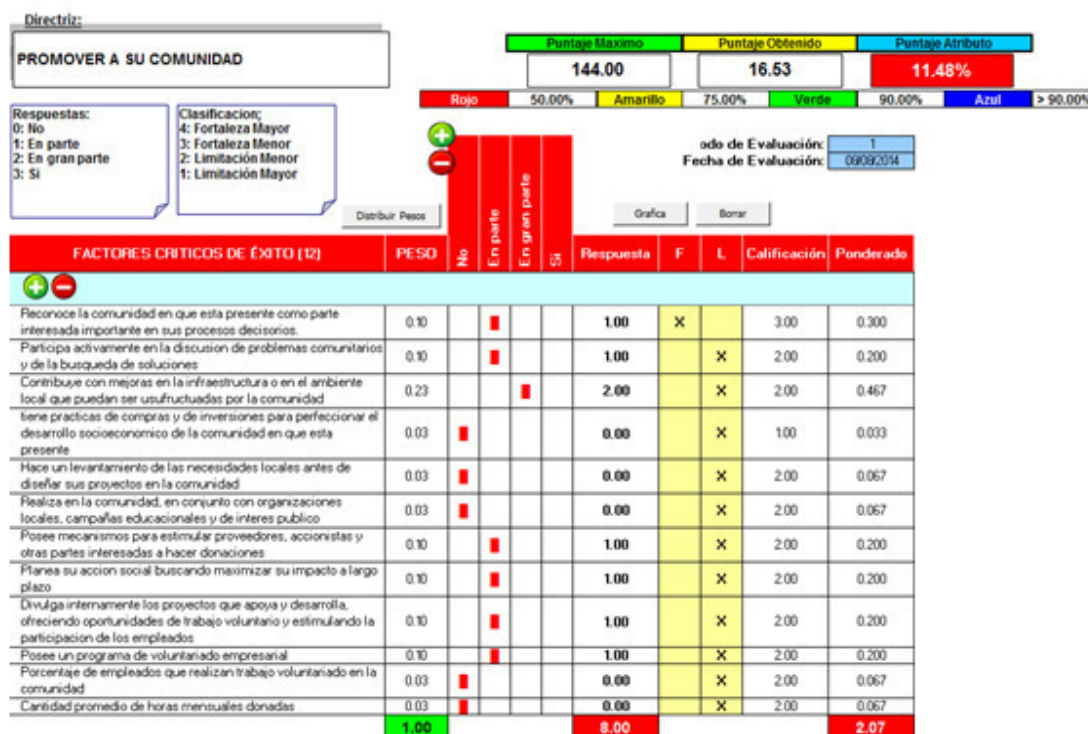 Directriz:
PROMOVER A SU COMUNIDAD
Puntaje Maximo Puntaje Obtenido Puntaje Atributo
144.00 16.53 11.48%
Rojo 50.00% Amarillo 75.00% Verde 90.00% Azul > 90.00%
Respuestas:
0: No
1: En parte
2: En gran parte
3: Si
Clasificacion;
4: Fortaleza Mayor
3: Fortaleza Menor
2: Limitación Menor
1: Limitación Mayor
odo de Evaluación: 1
Fecha de Evaluación: 09/08/2014
Distribuir Pesos
Grafica Borrar
FACTORES CRITICOS DE ÉXITO (12) PESO No En parte En gran parte Si Respuesta F L Calificación Ponderado
Reconoce la comunidad en que esta presente como parte
interesada importante en sus procesos decisorios. 0.10 1.00 X 3.00 0.300
Participa activamente en la discusion de problemas comunitarios
y de la busqueda de soluciones 0.10 1.00 X 2.00 0.200
Contribuye con mejoras en la infraestructura o en el ambiente
local que puedan ser usufructuadas por la comunidad 0.23 2.00 X 2.00 0.467
tiene practicas de compras y de inversiones para perfeccionar el
desarrollo socioeconomico de la comunidad en que esta
presente 0.03 0.00 X 1.00 0.033
Hace un levantamiento de las necesidades locales antes de
diseñar sus proyectos en la comunidad 0.03 0.00 X 2.00 0.067
Realiza en la comunidad, en conjunto con organizaciones
locales, campañas educacionales y de interes publico 0.03 0.00 X 2.00 0.067
Posee mecanismos para estimular proveedores, accionistas y
otras partes interesadas a hacer donaciones 0.10 1.00 X 2.00 0.200
Planea su accion social buscando maximizar su impacto a largo
plazo 0.10 1.00 X 2.00 0.200
Divulga internamente los proyectos que apoya y desarrolla,
ofreciendo oportunidades de trabajo voluntario y estimulando la
participacion de los empleados 0.10 1.00 X 2.00 0.200
Posee un programa de voluntariado empresarial 0.10 1.00 X 2.00 0.200
Porcentaje de empleados que realizan trabajo voluntariado en la
comunidad 0.03 0.00 X 2.00 0.067
Cantidad promedio de horas mensuales donadas 0.03 0.00 X 2.00 0.067
1.00 8.00 2.07